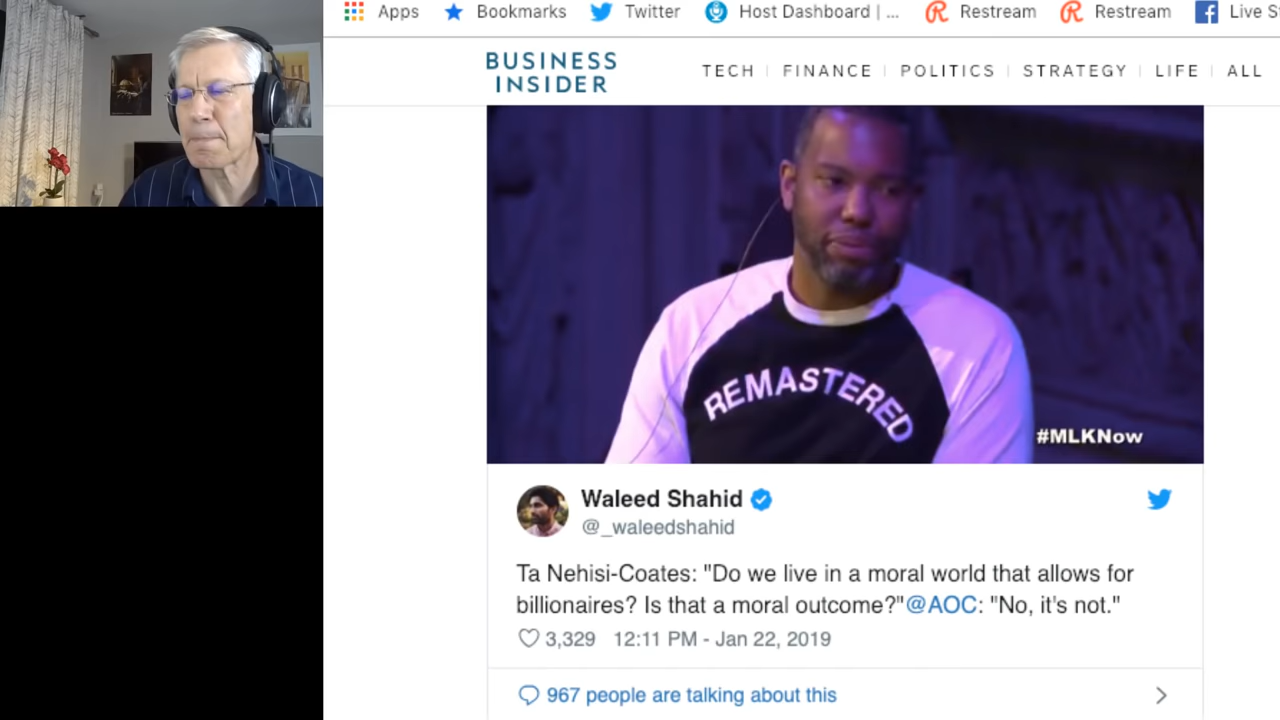 Apps Bookmarks Twitter Host Dashboard | ... Restream Restream Live S
BUSINESS
INSIDER
TECH | FINANCE | POLITICS | STRATEGY | LIFE | ALL
REMASTERED
#MLKNow
Waleed Shahid
@_waleedshahid
Ta Nehisi-Coates: "Do we live in a moral world that allows for
billionaires? Is that a moral outcome?"@AOC: "No, it's not."
3,329 12:11 PM - Jan 22, 2019
967 people are talking about this